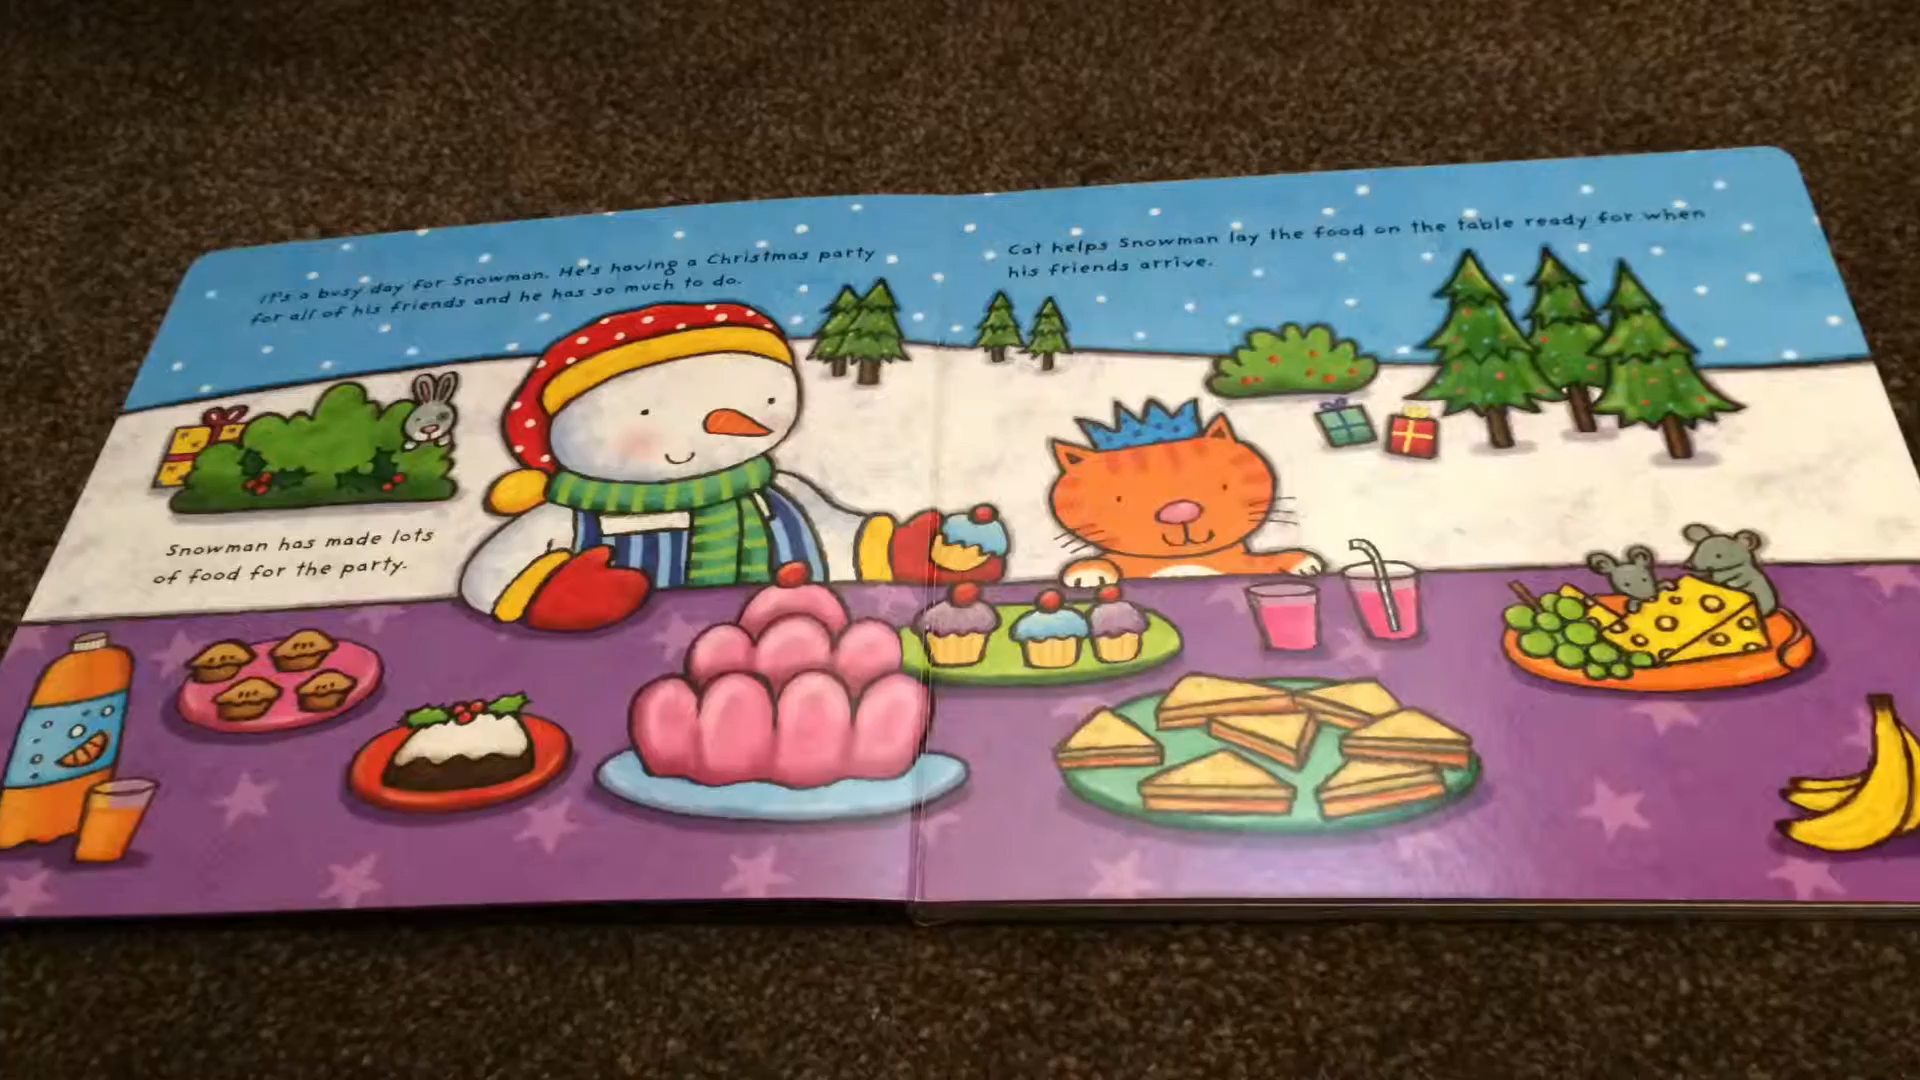 It's a busy day for Snowman. He's having a Christmas party
for all of his friends and he has so much to do.
Snowman has made lots
of food for the party.
Cat helps Snowman lay the food on the table ready for when
his friends arrive.